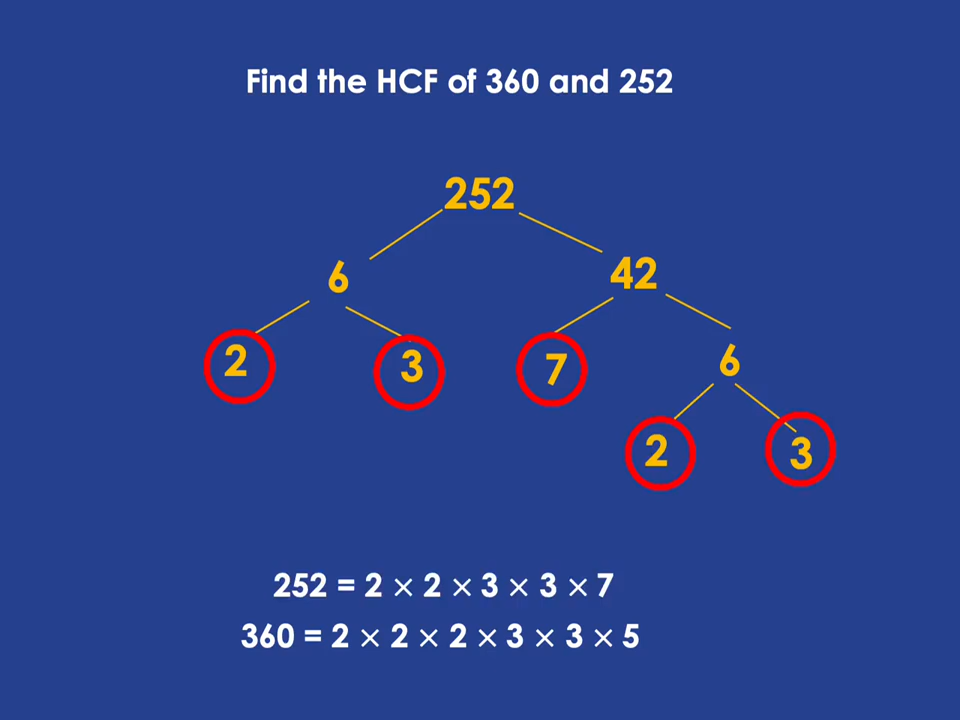 Find the HCF of 360 and 252
252
6 42
2 3 7 6
2 3
252 = 2 × 2 × 3 × 3 × 7
360 = 2 × 2 × 2 × 3 × 3 × 5